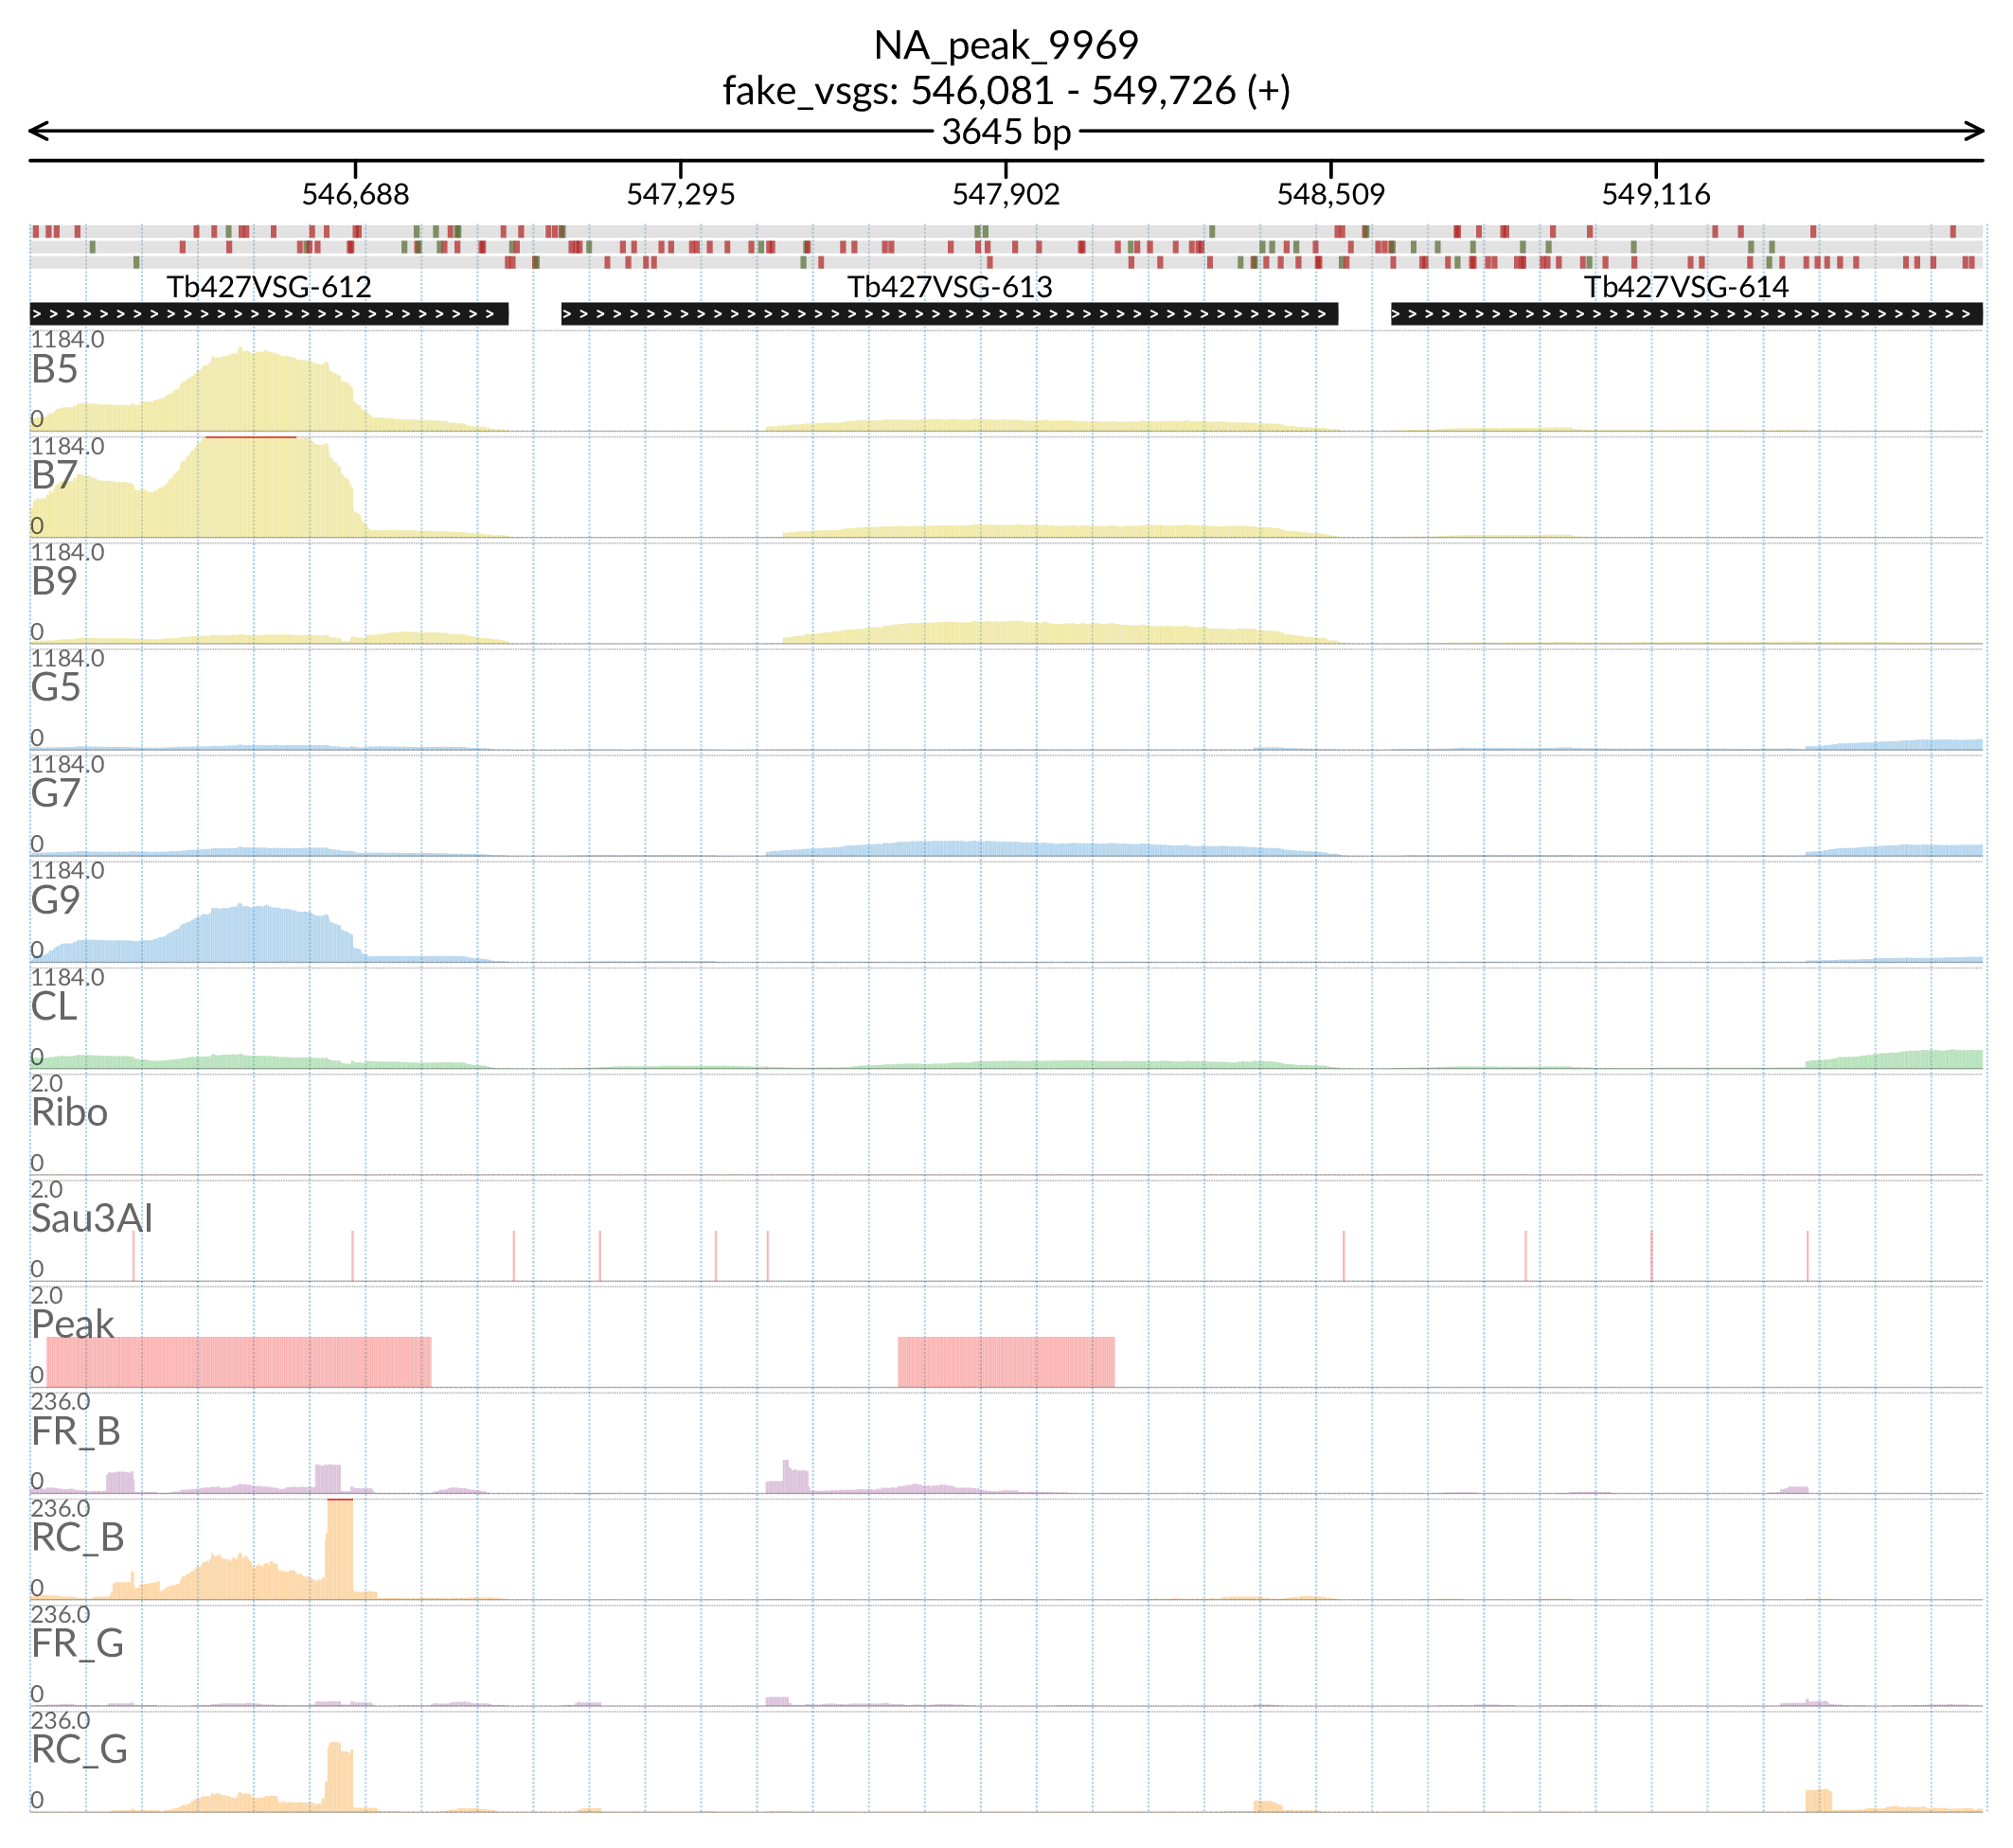 NA_peak_9969
fake_vsgs: 546,081 - 549,726 (+)
3645 bp
546,688 547,295 547,902 548,509 549,116
Tb427VSG-612 Tb427VSG-613 Tb427VSG-614
1184.0
B5
0
1184.0
B7
0
1184.0
B9
0
1184.0
G5
0
1184.0
G7
0
1184.0
G9
0
1184.0
CL
0
2.0
Ribo
0
2.0
Sau3AI
0
2.0
Peak
0
236.0
FR_B
0
236.0
RC_B
0
236.0
FR_G
0
236.0
RC_G
0